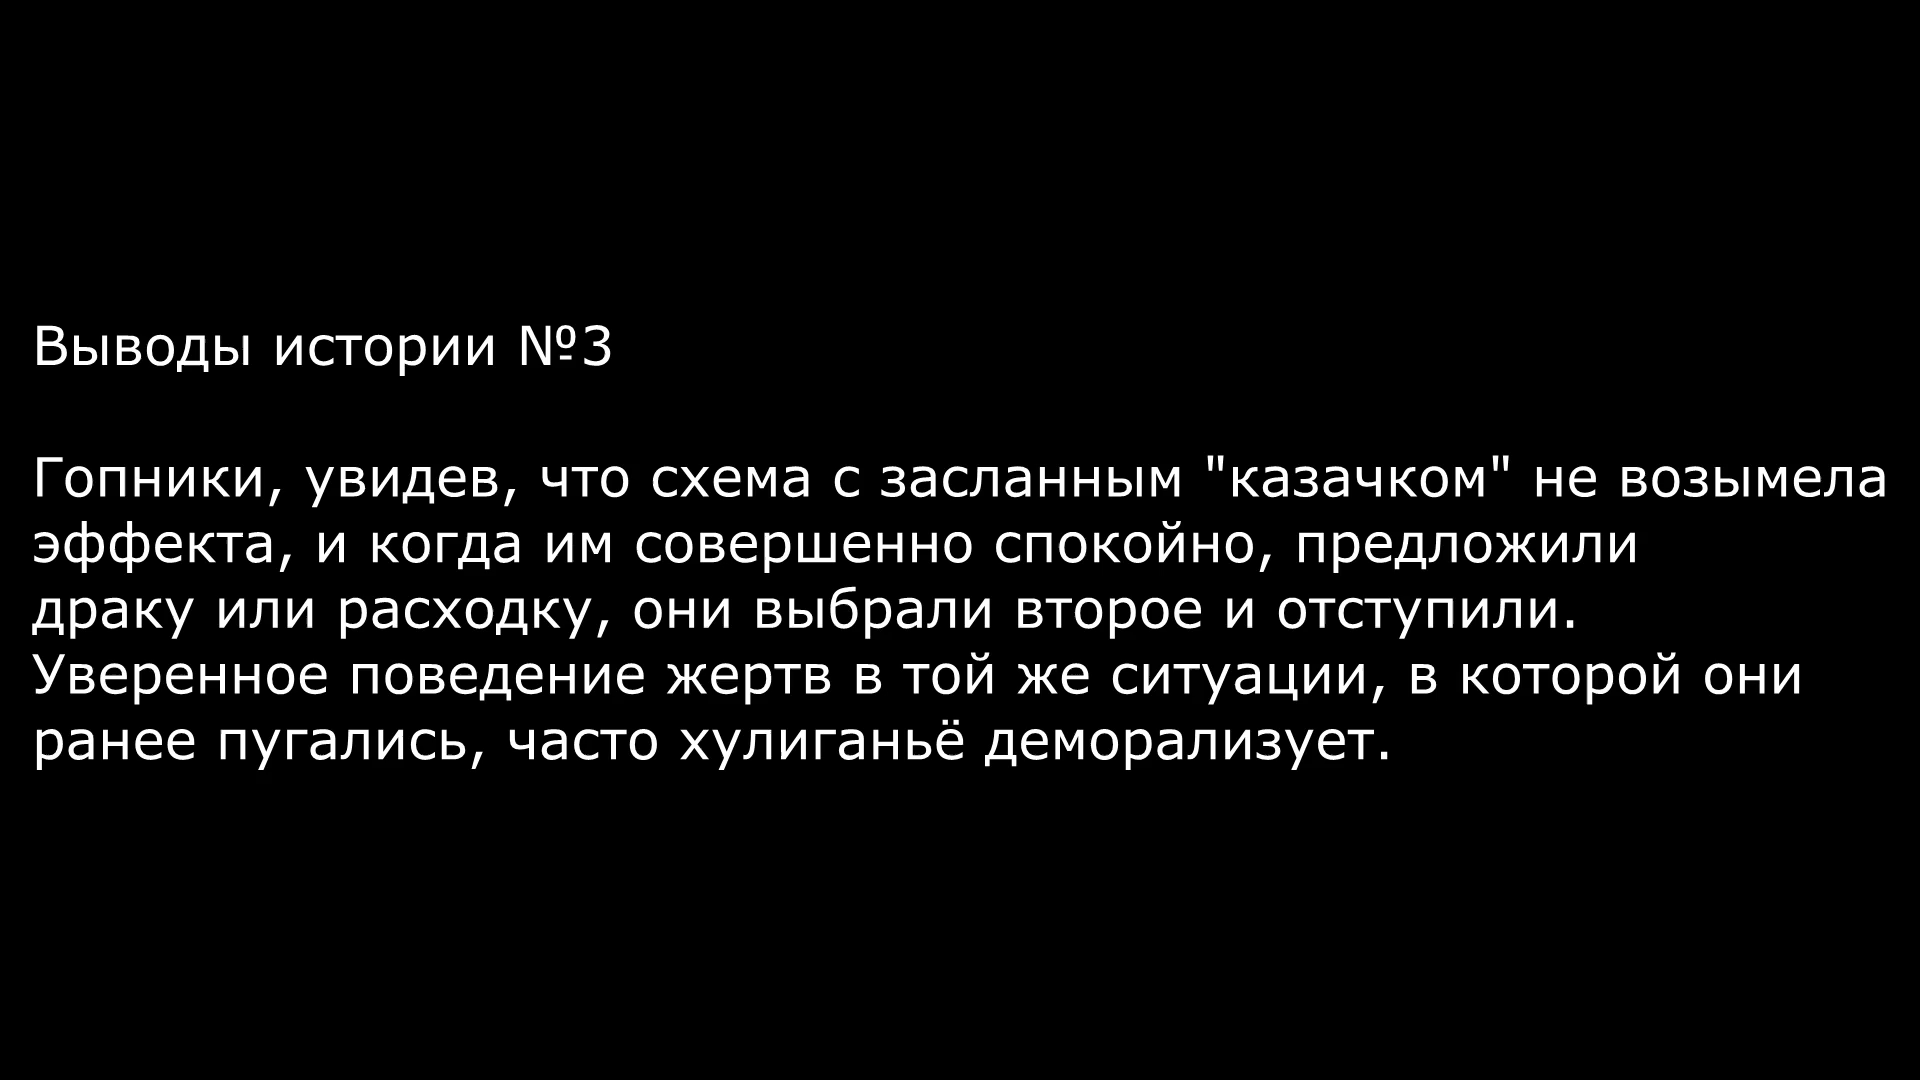 Выводы истории №3
Гопники, увидев, что схема с засланным "казачком" не возымела
эффекта, и когда им совершенно спокойно, предложили
драку или расходку, они выбрали второе и отступили.
Уверенное поведение жертв в той же ситуации, в которой они
ранее пугались, часто хулиганьё деморализует.